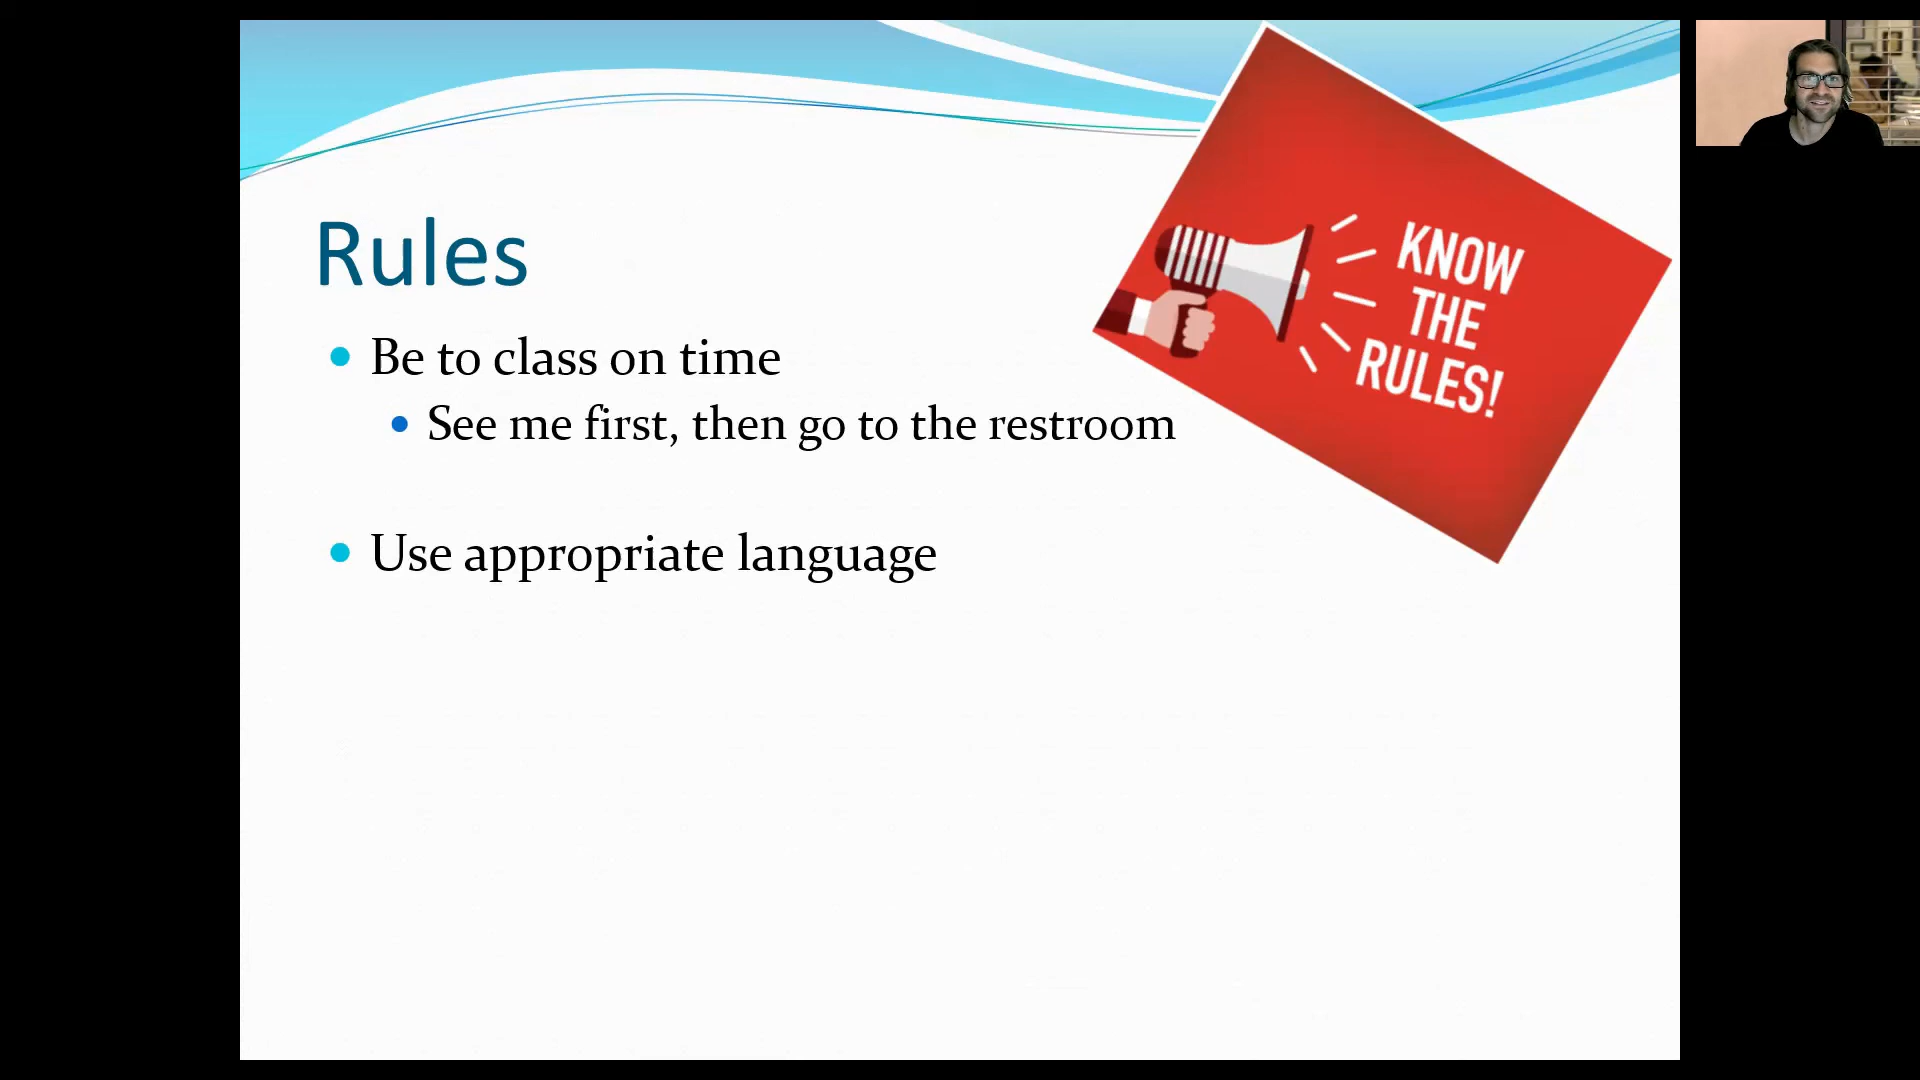 Rules
Be to class on time
See me first, then go to the restroom
Use appropriate language
KNOW
THE
RULES!